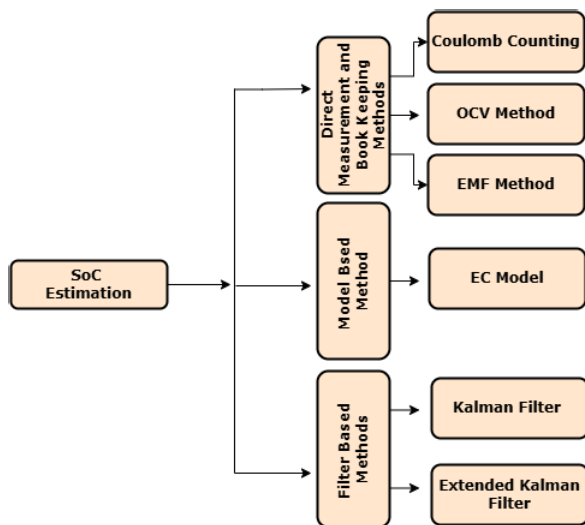 SoC
Estimation
Direct
Measurement and
Book Keeping
Methods
Coulomb Counting
OCV Method
EMF Method
Model Bsed
Method
EC Model
Filter Based
Methods
Kalman Filter
Extended Kalman
Filter